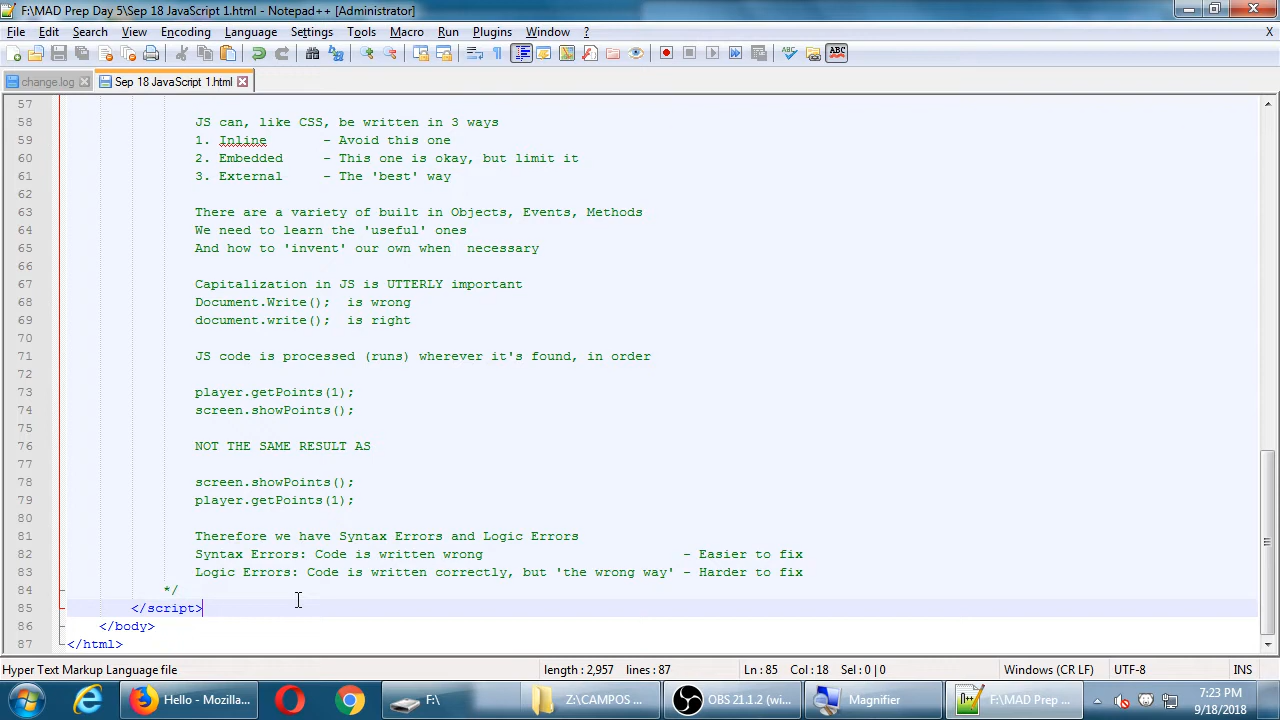 F:\MAD Prep Day 5\Sep 18 JavaScript 1.html - Notepad++ [Administrator]
File Edit Search View Encoding Language Settings Tools Macro Run Plugins Window ? X
change.log Sep 18 JavaScript 1.html
57
58 JS can, like CSS, be written in 3 ways
59 1. Inline - Avoid this one
60 2. Embedded - This one is okay, but limit it
61 3. External - The 'best' way
62
63 There are a variety of built in Objects, Events, Methods
64 We need to learn the 'useful' ones
65 And how to 'invent' our own when  necessary
66
67 Capitalization in JS is UTTERLY important
68 Document.Write();  is wrong
69 document.write();  is right
70
71 JS code is processed (runs) wherever it's found, in order
72
73 player.getPoints(1);
74 screen.showPoints();
75
76 NOT THE SAME RESULT AS
77
78 screen.showPoints();
79 player.getPoints(1);
80
81 Therefore we have Syntax Errors and Logic Errors
82 Syntax Errors: Code is written wrong - Easier to fix
83 Logic Errors: Code is written correctly, but 'the wrong way' - Harder to fix
84 */
85 </script>
86 </body>
87 </html>
Hyper Text Markup Language file length : 2,957 lines : 87 Ln : 85 Col : 18 Sel : 0 | 0 Windows (CR LF) UTF-8 INS
Hello - Mozilla... F:\ Z:\CAMPOS ... OBS 21.1.2 (wi... Magnifier F:\MAD Prep ... 7:23 PM
9/18/2018